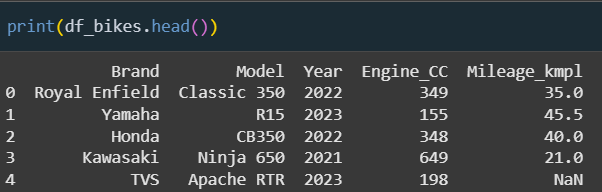 print(df_bikes.head())
Brand Model Year Engine_CC Mileage_kmpl
0 Royal Enfield Classic 350 2022 349 35.0
1 Yamaha R15 2023 155 45.5
2 Honda CB350 2022 348 40.0
3 Kawasaki Ninja 650 2021 649 21.0
4 TVS Apache RTR 2023 198 NaN